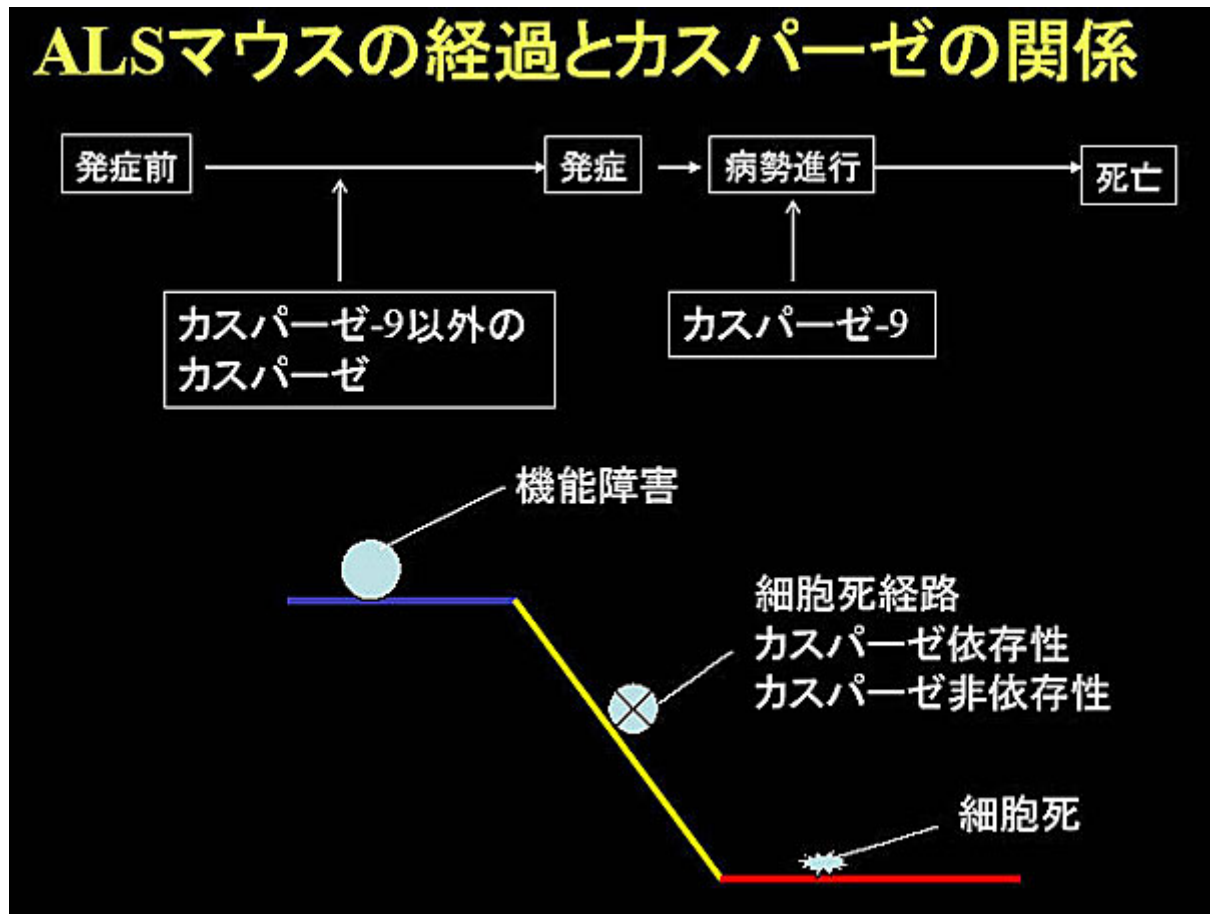 ALSマウスの経過とカスパーゼの関係
発症前
発症
病勢進行
死亡
カスパーゼ-9以外の
カスパーゼ
カスパーゼ-9
機能障害
細胞死経路
カスパーゼ依存性
カスパーゼ非依存性
細胞死